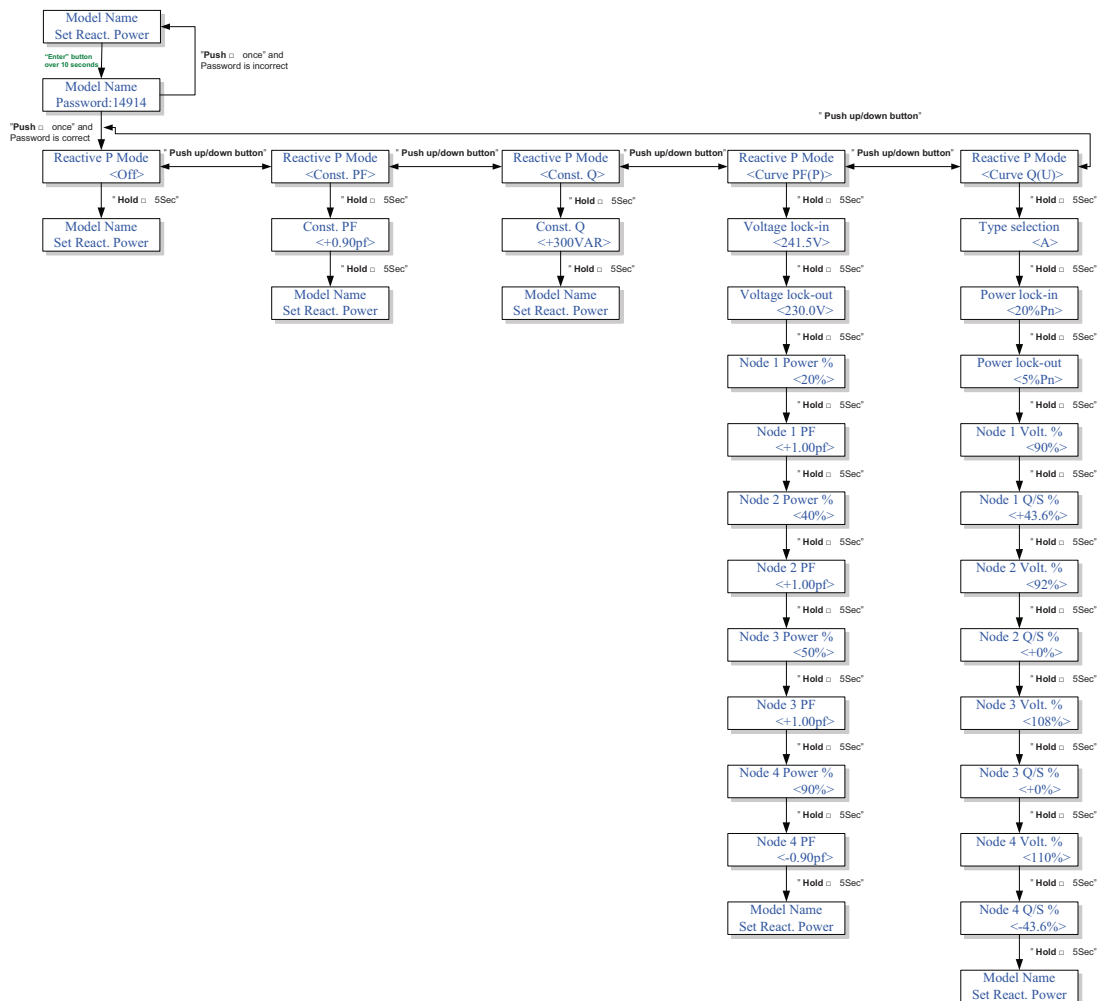 Model Name
Set React. Power
"Enter" button
over 10 seconds
"Push □ once" and
Password is incorrect
Model Name
Password:14914
"Push □ once" and
Password is correct
" Push up/down button"
Reactive P Mode
<Off>
" Push up/down button"
Reactive P Mode
<Const. PF>
" Push up/down button"
Reactive P Mode
<Const. Q>
" Push up/down button"
Reactive P Mode
<Curve PF(P)>
" Push up/down button"
Reactive P Mode
<Curve Q(U)>
" Hold □ 5Sec"
Model Name
Set React. Power
" Hold □ 5Sec"
Const. PF
<+0.90pf>
" Hold □ 5Sec"
Model Name
Set React. Power
" Hold □ 5Sec"
Const. Q
<+300VAR>
" Hold □ 5Sec"
Model Name
Set React. Power
" Hold □ 5Sec"
Voltage lock-in
<241.5V>
" Hold □ 5Sec"
Voltage lock-out
<230.0V>
" Hold □ 5Sec"
Node 1 Power %
<20%>
" Hold □ 5Sec"
Node 1 PF
<+1.00pf>
" Hold □ 5Sec"
Node 2 Power %
<40%>
" Hold □ 5Sec"
Node 2 PF
<+1.00pf>
" Hold □ 5Sec"
Node 3 Power %
<50%>
" Hold □ 5Sec"
Node 3 PF
<+1.00pf>
" Hold □ 5Sec"
Node 4 Power %
<90%>
" Hold □ 5Sec"
Node 4 PF
<-0.90pf>
" Hold □ 5Sec"
Model Name
Set React. Power
" Hold □ 5Sec"
Type selection
<A>
" Hold □ 5Sec"
Power lock-in
<20%Pn>
" Hold □ 5Sec"
Power lock-out
<5%Pn>
" Hold □ 5Sec"
Node 1 Volt. %
<90%>
" Hold □ 5Sec"
Node 1 Q/S %
<+43.6%>
" Hold □ 5Sec"
Node 2 Volt. %
<92%>
" Hold □ 5Sec"
Node 2 Q/S %
<+0%>
" Hold □ 5Sec"
Node 3 Volt. %
<108%>
" Hold □ 5Sec"
Node 3 Q/S %
<+0%>
" Hold □ 5Sec"
Node 4 Volt. %
<110%>
" Hold □ 5Sec"
Node 4 Q/S %
<-43.6%>
" Hold □ 5Sec"
Model Name
Set React. Power